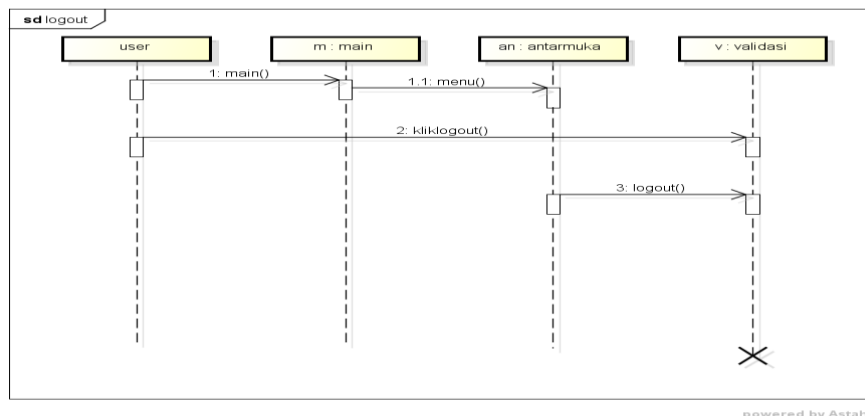 sd logout
user
m : main
an : antarmuka
v : validasi
1: main()
1.1: menu()
2: kliklogout()
3: logout()
powered by Astah